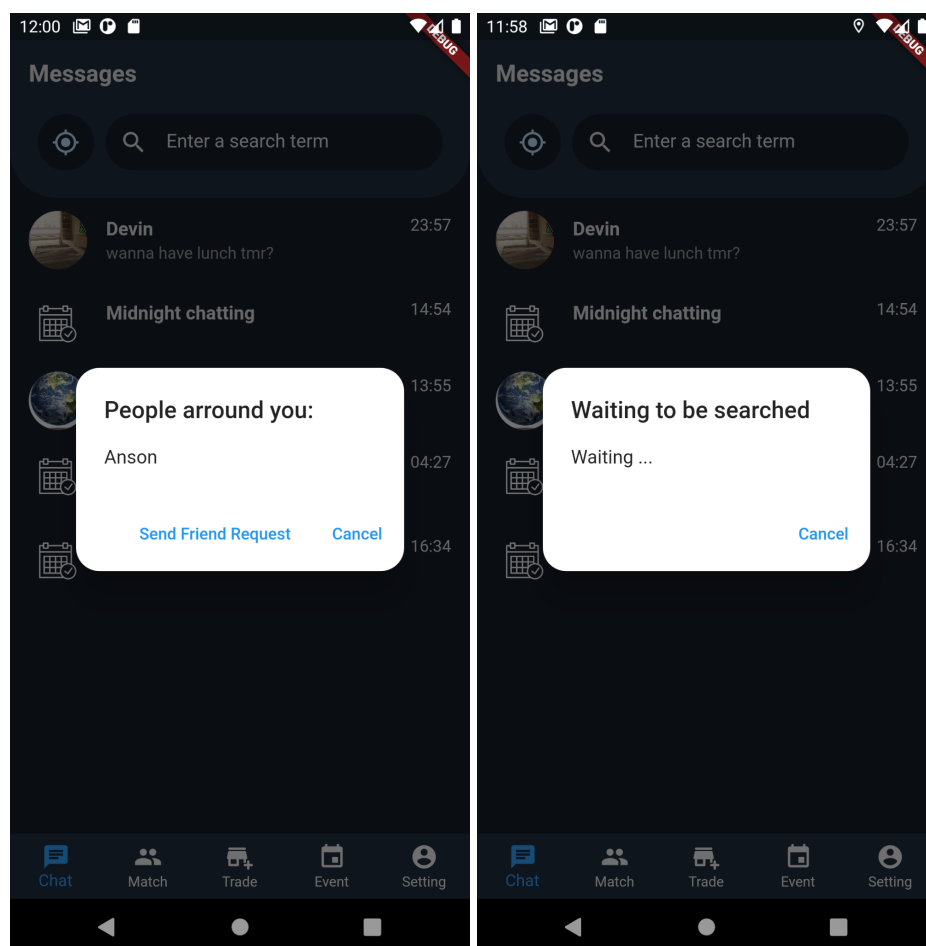 12:00
DEBUG
Messages
Enter a search term
Devin
23:57
wanna have lunch tmr?
Midnight chatting
14:54
13:55
People arround you:
Anson
04:27
Send Friend Request
Cancel
16:34
Chat
Match
Trade
Event
Setting
11:58
DEBUG
Messages
Enter a search term
Devin
23:57
wanna have lunch tmr?
Midnight chatting
14:54
13:55
Waiting to be searched
Waiting ...
04:27
Cancel
16:34
Chat
Match
Trade
Event
Setting